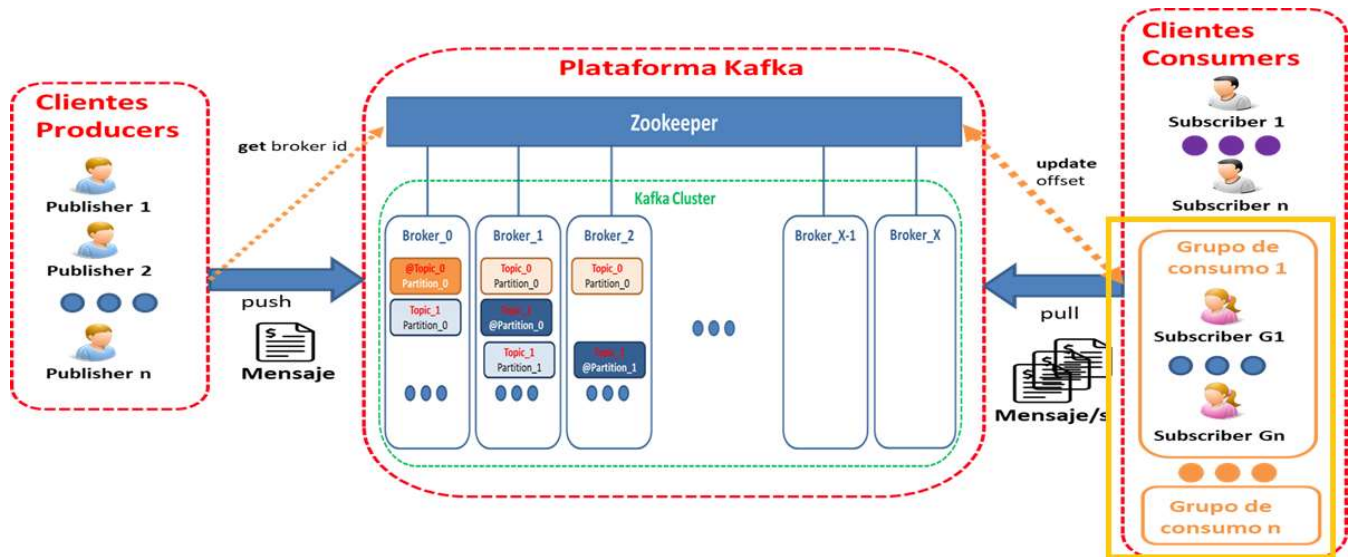 Clientes
Producers
Publisher 1
Publisher 2
Publisher n
get broker id
push
Mensaje
Plataforma Kafka
Zookeeper
Kafka Cluster
Broker_0
@Topic_0
Partition_0
Topic_1
Partition_0
Broker_1
Topic_0
Partition_0
Topic_1
@Partition_0
Topic_1
Partition_1
Broker_2
Topic_0
Partition_0
Topic_1
@Partition_1
Broker_X-1
Broker_X
update
offset
pull
Mensaje/s
Clientes
Consumers
Subscriber 1
Subscriber n
Grupo de
consumo 1
Subscriber G1
Subscriber Gn
Grupo de
consumo n